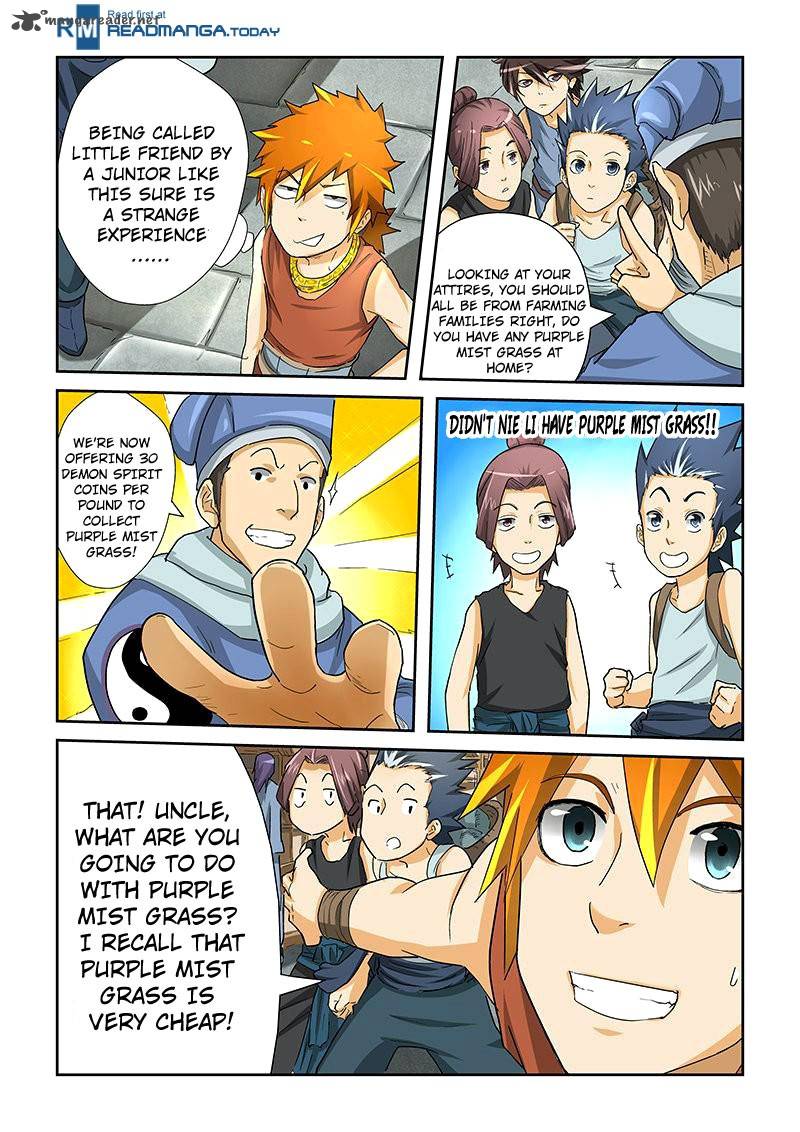 mangareader.net
Read first at
RM READMANGA.TODAY
BEING CALLED
LITTLE FRIEND BY
A JUNIOR LIKE
THIS SURE IS
A STRANGE
EXPERIENCE
......
LOOKING AT YOUR
ATTIRES, YOU SHOULD
ALL BE FROM FARMING
FAMILIES RIGHT, DO
YOU HAVE ANY PURPLE
MIST GRASS AT
HOME?
WE'RE NOW
OFFERING 30
DEMON SPIRIT
COINS PER
POUND TO
COLLECT
PURPLE MIST
GRASS!
DIDN'T NIE LI HAVE PURPLE MIST GRASS!!
THAT! UNCLE,
WHAT ARE YOU
GOING TO DO
WITH PURPLE
MIST GRASS?
I RECALL THAT
PURPLE MIST
GRASS IS
VERY CHEAP!